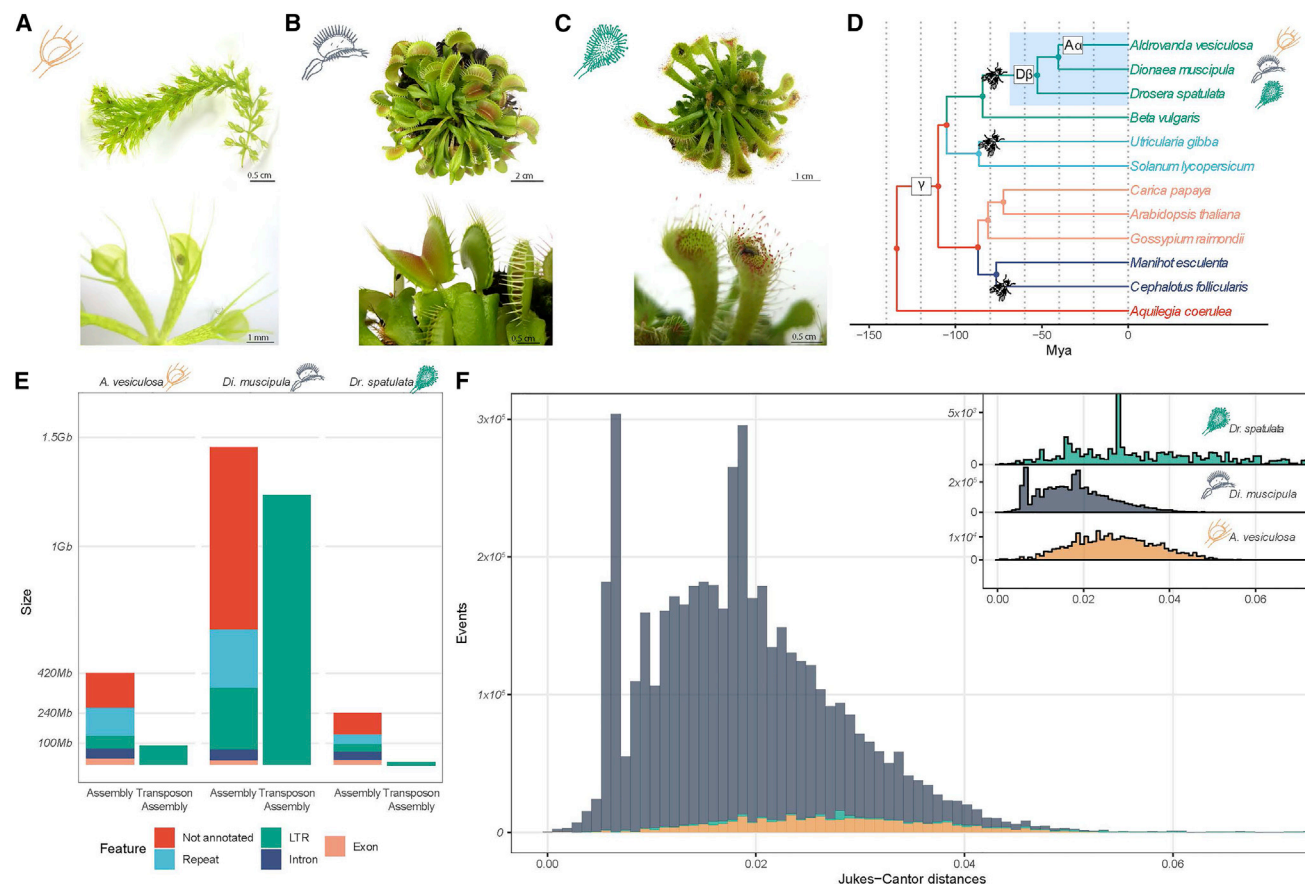 A
B
C
D
0.5 cm
2 cm
1 cm
1 mm
0.5 cm
0.5 cm
Aα
Dβ
γ
Aldrovanda vesiculosa
Dionaea muscipula
Drosera spatulata
Beta vulgaris
Utricularia gibba
Solanum lycopersicum
Carica papaya
Arabidopsis thaliana
Gossypium raimondii
Manihot esculenta
Cephalotus follicularis
Aquilegia coerulea
−150 −100 −50 0
Mya
E
A. vesiculosa
Di. muscipula
Dr. spatulata
1.5Gb
1Gb
420Mb
240Mb
100Mb
Size
Assembly Transposon Assembly
Assembly Transposon Assembly
Assembly Transposon Assembly
Feature
Not annotated
Repeat
LTR
Intron
Exon
F
3x10⁵
2x10⁵
1x10⁵
0
Events
0.00 0.02 0.04 0.06
Jukes−Cantor distances
0
Dr. spatulata
2x10⁵
0
Di. muscipula
1x10⁴
0
A. vesiculosa
0.00 0.02 0.04 0.06